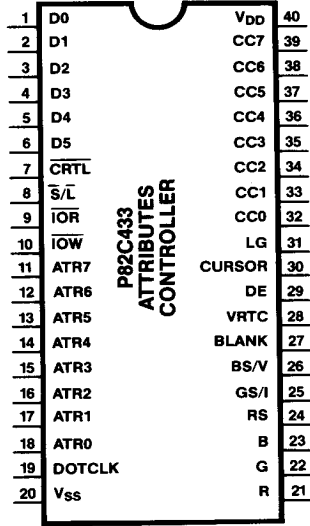 1 D0
2 D1
3 D2
4 D3
5 D4
6 D5
7 CRTL
8 S/L
9 IOR
10 IOW
11 ATR7
12 ATR6
13 ATR5
14 ATR4
15 ATR3
16 ATR2
17 ATR1
18 ATR0
19 DOTCLK
20 VSS
P82C433
ATTRIBUTES
CONTROLLER
VDD 40
CC7 39
CC6 38
CC5 37
CC4 36
CC3 35
CC2 34
CC1 33
CC0 32
LG 31
CURSOR 30
DE 29
VRTC 28
BLANK 27
BS/V 26
GS/I 25
RS 24
B 23
G 22
R 21